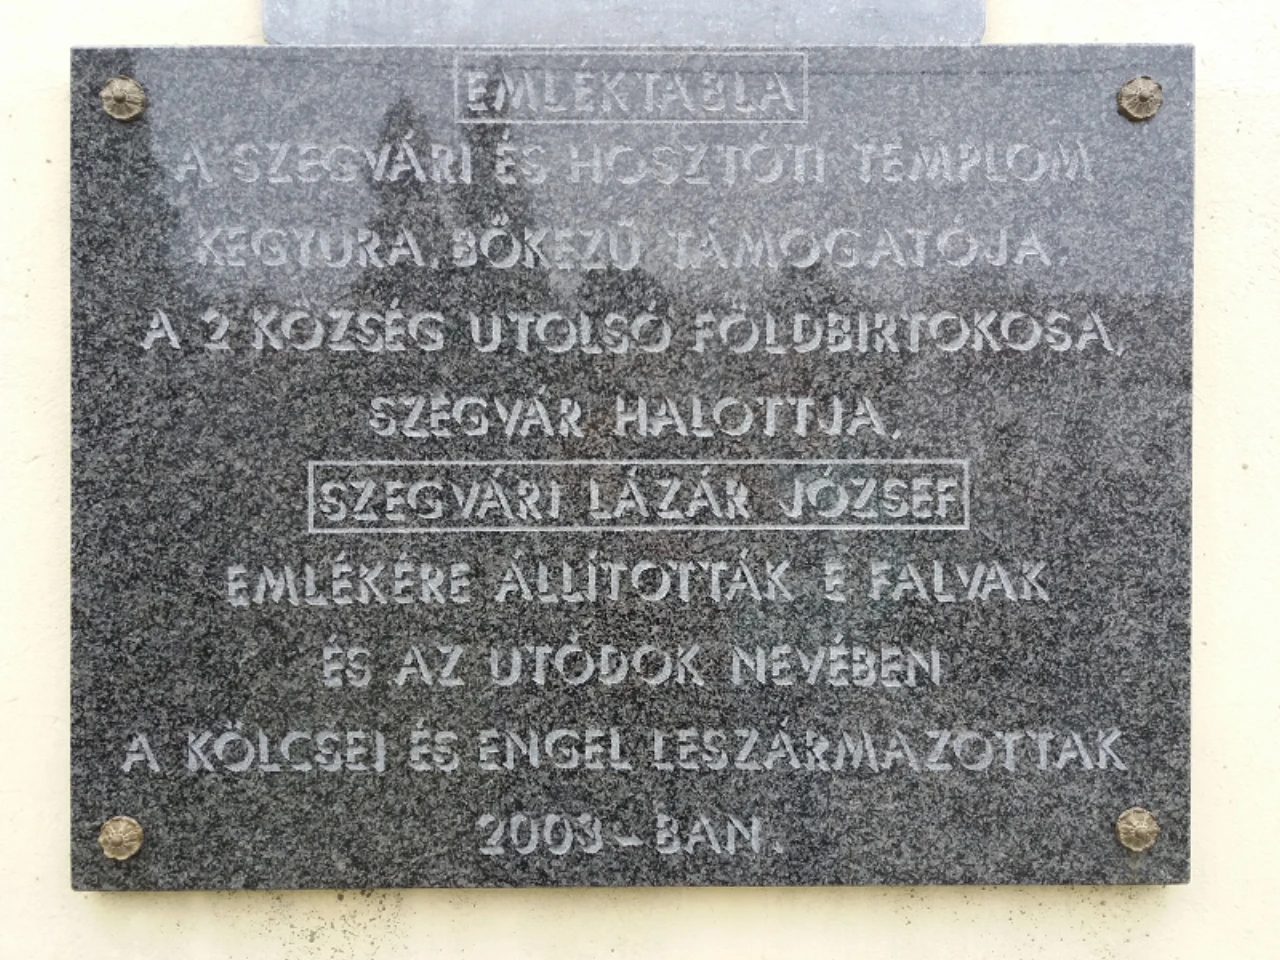 EMLÉKTÁBLA
A SZEGVÁRI ÉS HOSZTÓTI TEMPLOM
KEGYURA, BŐKEZŰ TÁMOGATÓJA,
A 2 KÖZSÉG UTOLSÓ FÖLDBIRTOKOSA,
SZEGVÁR HALOTTJA,
SZEGVÁRI LÁZÁR JÓZSEF
EMLÉKÉRE ÁLLÍTOTTÁK E FALVAK
ÉS AZ UTÓDOK NEVÉBEN
A KÖLCSEI ÉS ENGEL LESZÁRMAZOTTAK
2003-BAN.